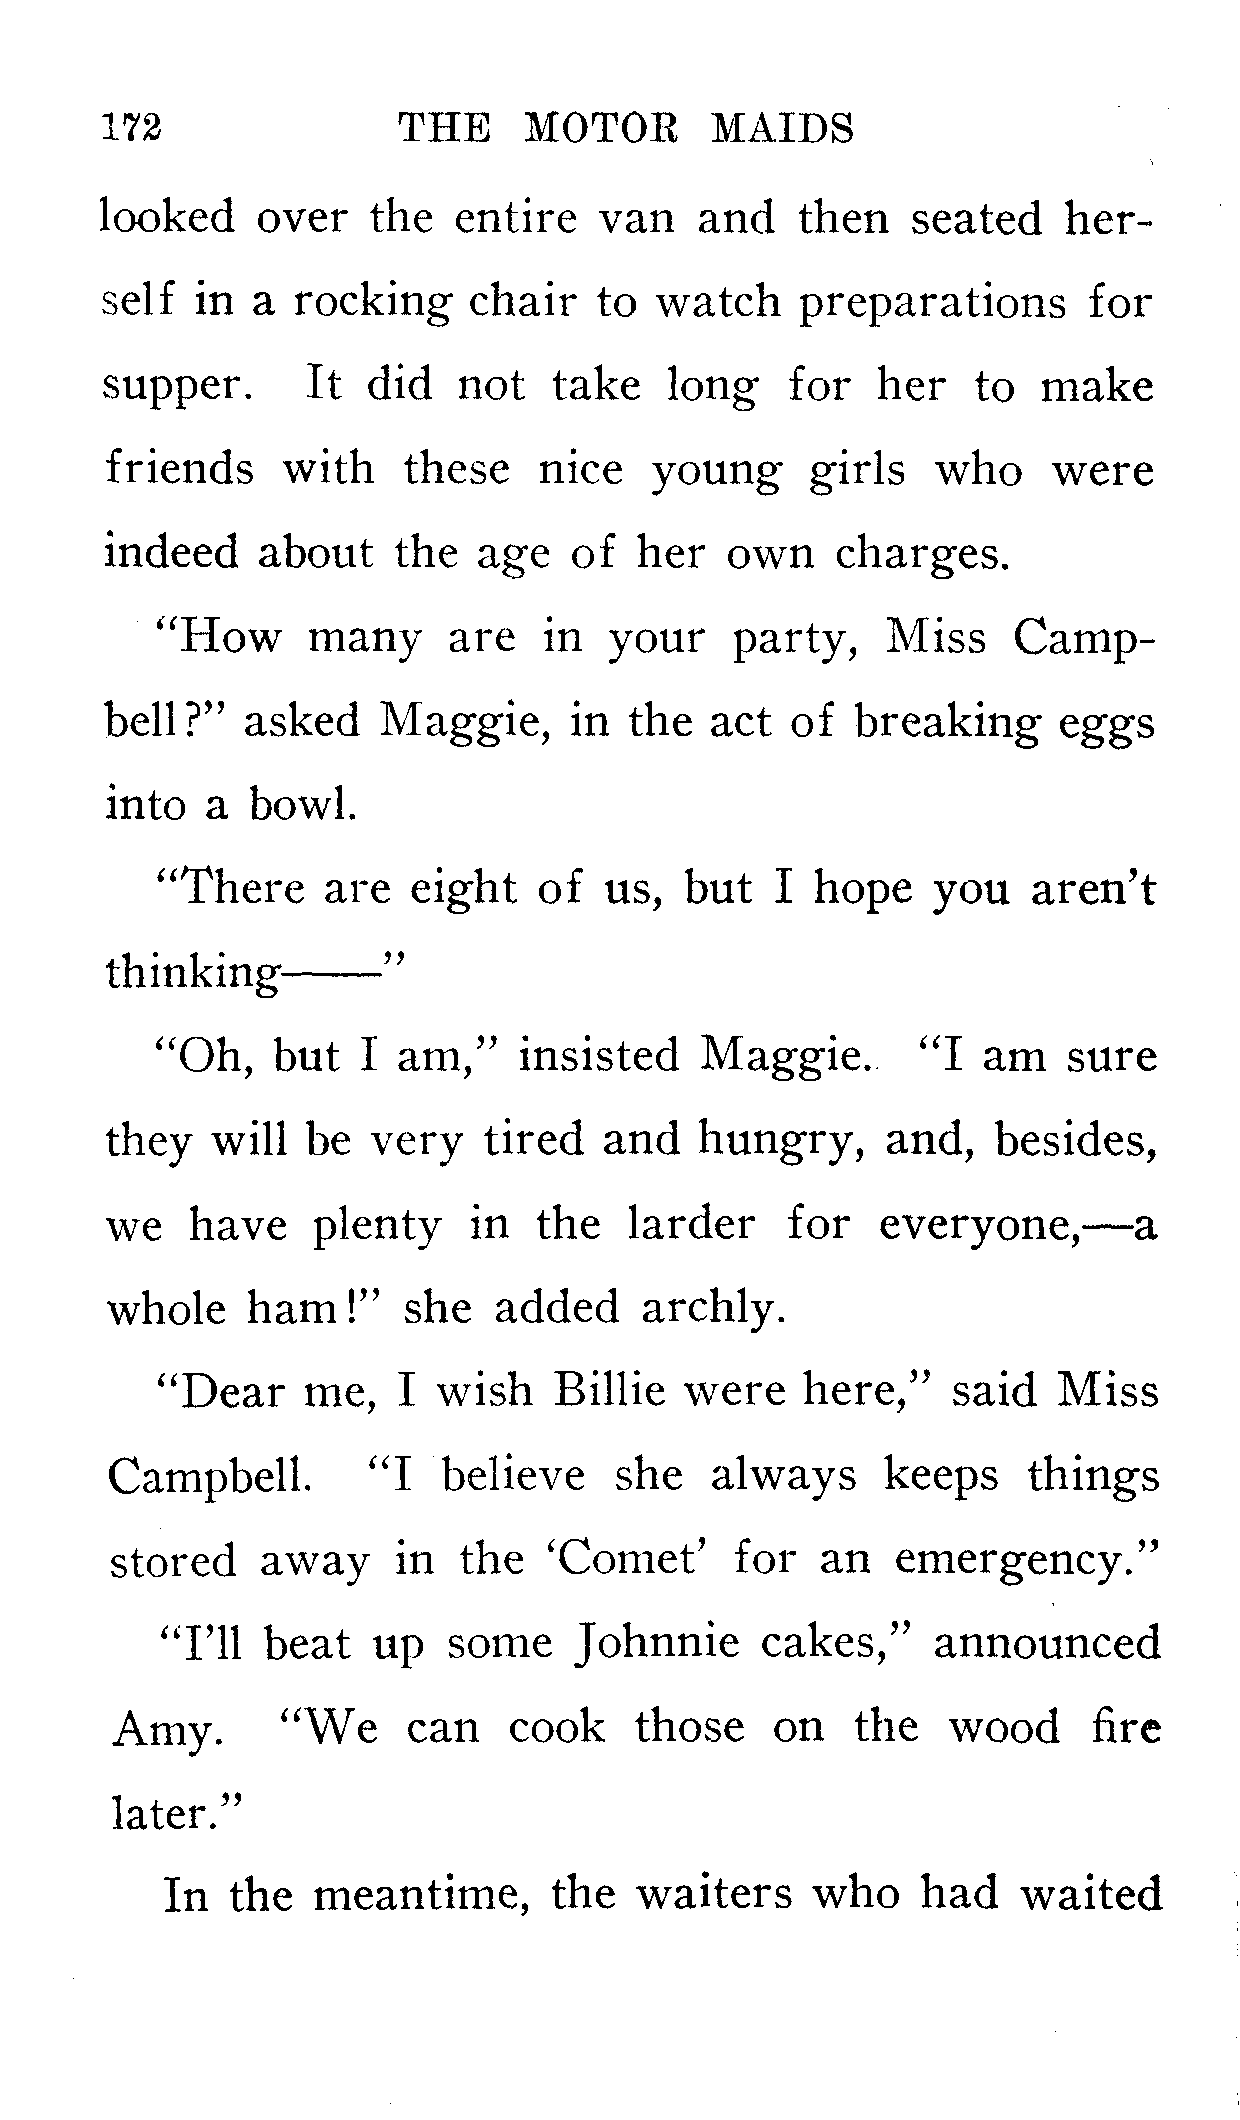 172 THE MOTOR MAIDS
looked over the entire van and then seated her-
self in a rocking chair to watch preparations for
supper. It did not take long for her to make
friends with these nice young girls who were
indeed about the age of her own charges.
"How many are in your party, Miss Camp-
bell?" asked Maggie, in the act of breaking eggs
into a bowl.
"There are eight of us, but I hope you aren't
thinking——"
"Oh, but I am," insisted Maggie. "I am sure
they will be very tired and hungry, and, besides,
we have plenty in the larder for everyone,—a
whole ham!" she added archly.
"Dear me, I wish Billie were here," said Miss
Campbell. "I believe she always keeps things
stored away in the 'Comet' for an emergency."
"I'll beat up some Johnnie cakes," announced
Amy. "We can cook those on the wood fire
later."
In the meantime, the waiters who had waited